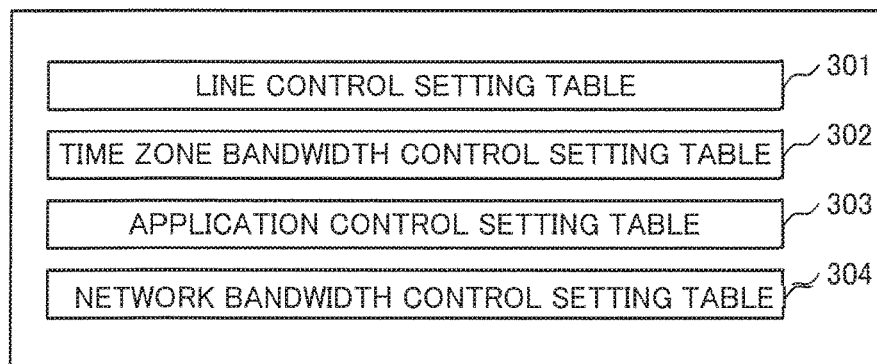 LINE CONTROL SETTING TABLE 301
TIME ZONE BANDWIDTH CONTROL SETTING TABLE 302
APPLICATION CONTROL SETTING TABLE 303
NETWORK BANDWIDTH CONTROL SETTING TABLE 304